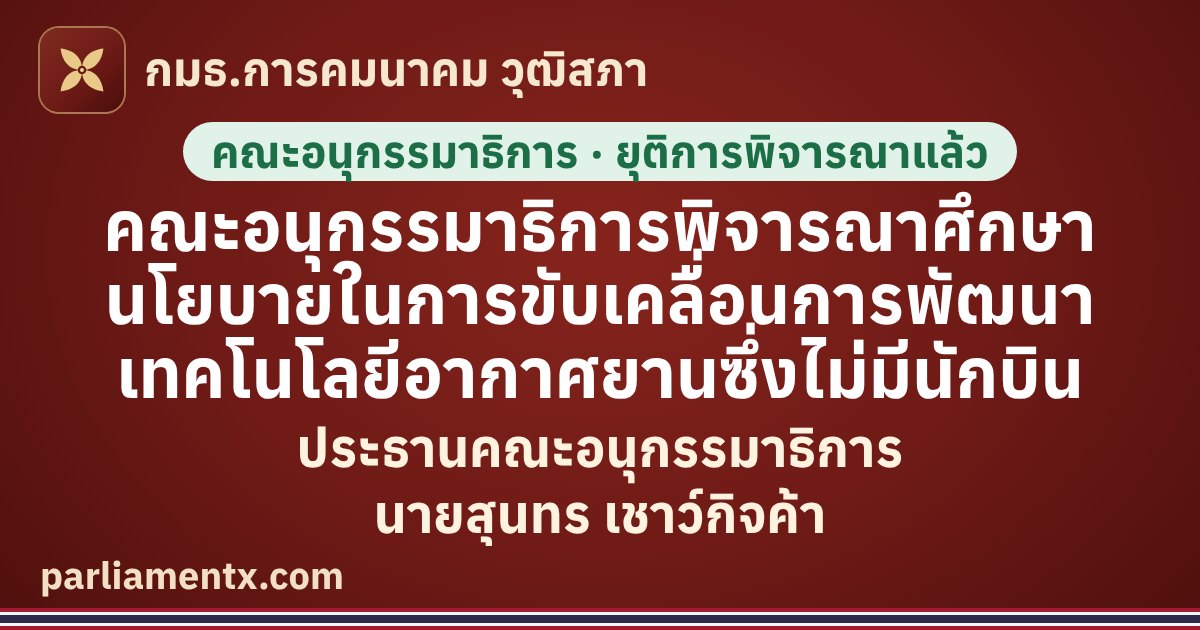 กมธ.การคมนาคม วุฒิสภา
คณะอนุกรรมาธิการ · ยุติการพิจารณาแล้ว
คณะอนุกรรมาธิการพิจารณาศึกษา
นโยบายในการขับเคลื่อนการพัฒนา
เทคโนโลยีอากาศยานซึ่งไม่มีนักบิน
ประธานคณะอนุกรรมาธิการ
นายสุนทร เชาว์กิจค้า
parliamentx.com